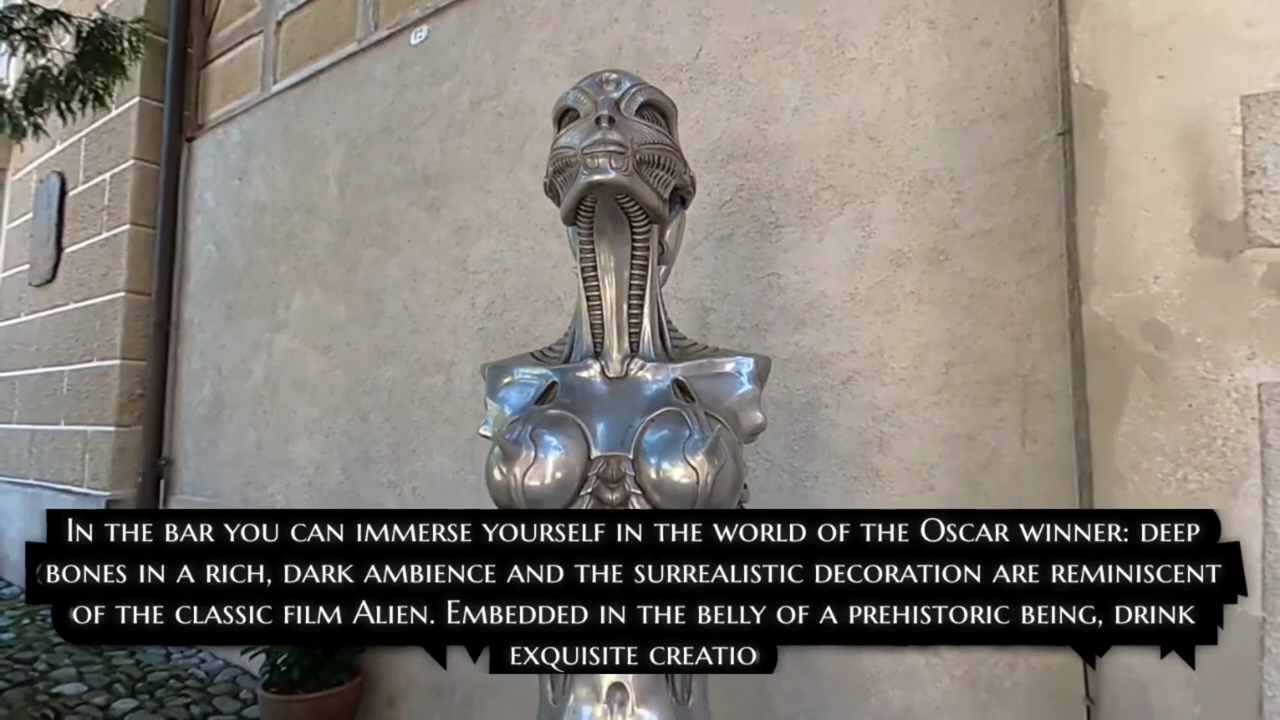 In the bar you can immerse yourself in the world of the Oscar winner: deep
bones in a rich, dark ambience and the surrealistic decoration are reminiscent
of the classic film Alien. Embedded in the belly of a prehistoric being, drink
exquisite creatio